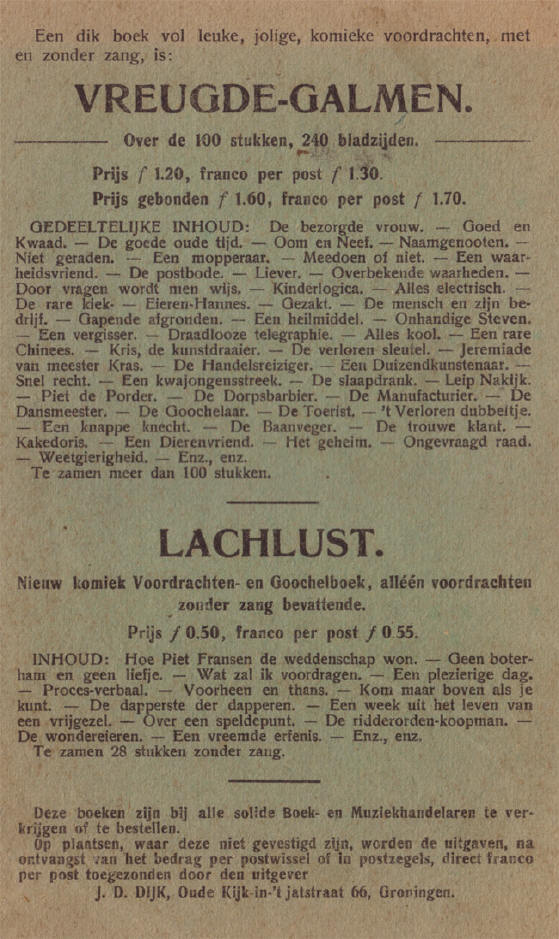 Een dik boek vol leuke, jolige, komieke voordrachten, met
en zonder zang, is:
VREUGDE-GALMEN.
Over de 100 stukken, 240 bladzijden.
Prijs f 1.20, franco per post f 1.30.
Prijs gebonden f 1.60, franco per post f 1.70.
GEDEELTELIJKE INHOUD: De bezorgde vrouw. — Goed en
Kwaad. — De goede oude tijd. — Oom en Neef. — Naamgenooten. —
Niet geraden. — Een mopperaar. — Meedoen of niet. — Een waar-
heidsvriend. — De postbode. — Liever. — Overbekende waarheden. —
Door vragen wordt men wijs. — Kinderlogica. — Alles electrisch. —
De rare kiek- — Eieren-Hannes. — Gezakt. — De mensch en zijn be-
drijf. — Gapende afgronden. — Een heilmiddel. — Onhandige Steven.
— Een vergisser. — Draadlooze telegraphie. — Alles kool. — Een rare
Chinees. — Kris, de kunstdraaier. — De verloren sleutel. — Jeremiade
van meester Kras. — De Handelsreiziger. — Een Duizendkunstenaar. —
Snel recht. — Een kwajongensstreek. — De slaapdrank. — Leip Nakijk.
— Piet de Porder. — De Dorpsbarbier. — De Manufacturier. — De
Dansmeester. — De Goochelaar. — De Toerist. — 't Verloren dubbeltje.
— Een knappe knecht. — De Baanveger. — De trouwe klant. —
Kakedoris. — Een Dierenvriend. — Het geheim. — Ongevraagd raad.
— Weetgierigheid. — Enz., enz.
Te zamen meer dan 100 stukken.
LACHLUST.
Nieuw komiek Voordrachten- en Goochelboek, alléén voordrachten
zonder zang bevattende.
Prijs f 0.50, franco per post f 0.55.
INHOUD: Hoe Piet Fransen de weddenschap won. — Geen boter-
ham en geen liefje. — Wat zal ik voordragen. — Een plezierige dag.
— Proces-verbaal. — Voorheen en thans. — Kom maar boven als je
kunt. — De dapperste der dapperen. — Een week uit het leven van
een vrijgezel. — Over een speldepunt. — De ridderorden-koopman. —
De wondereieren. — Een vreemde erfenis. — Enz., enz.
Te zamen 28 stukken zonder zang.
Deze boeken zijn bij alle solide Boek- en Muziekhandelaren te ver-
krijgen of te bestellen.
Op plaatsen, waar deze niet gevestigd zijn, worden de uitgaven, na
ontvangst van het bedrag per postwissel of in postzegels, direct franco
per post toegezonden door den uitgever
J. D. DIJK, Oude Kijk-in-'t jatstraat 66, Groningen.